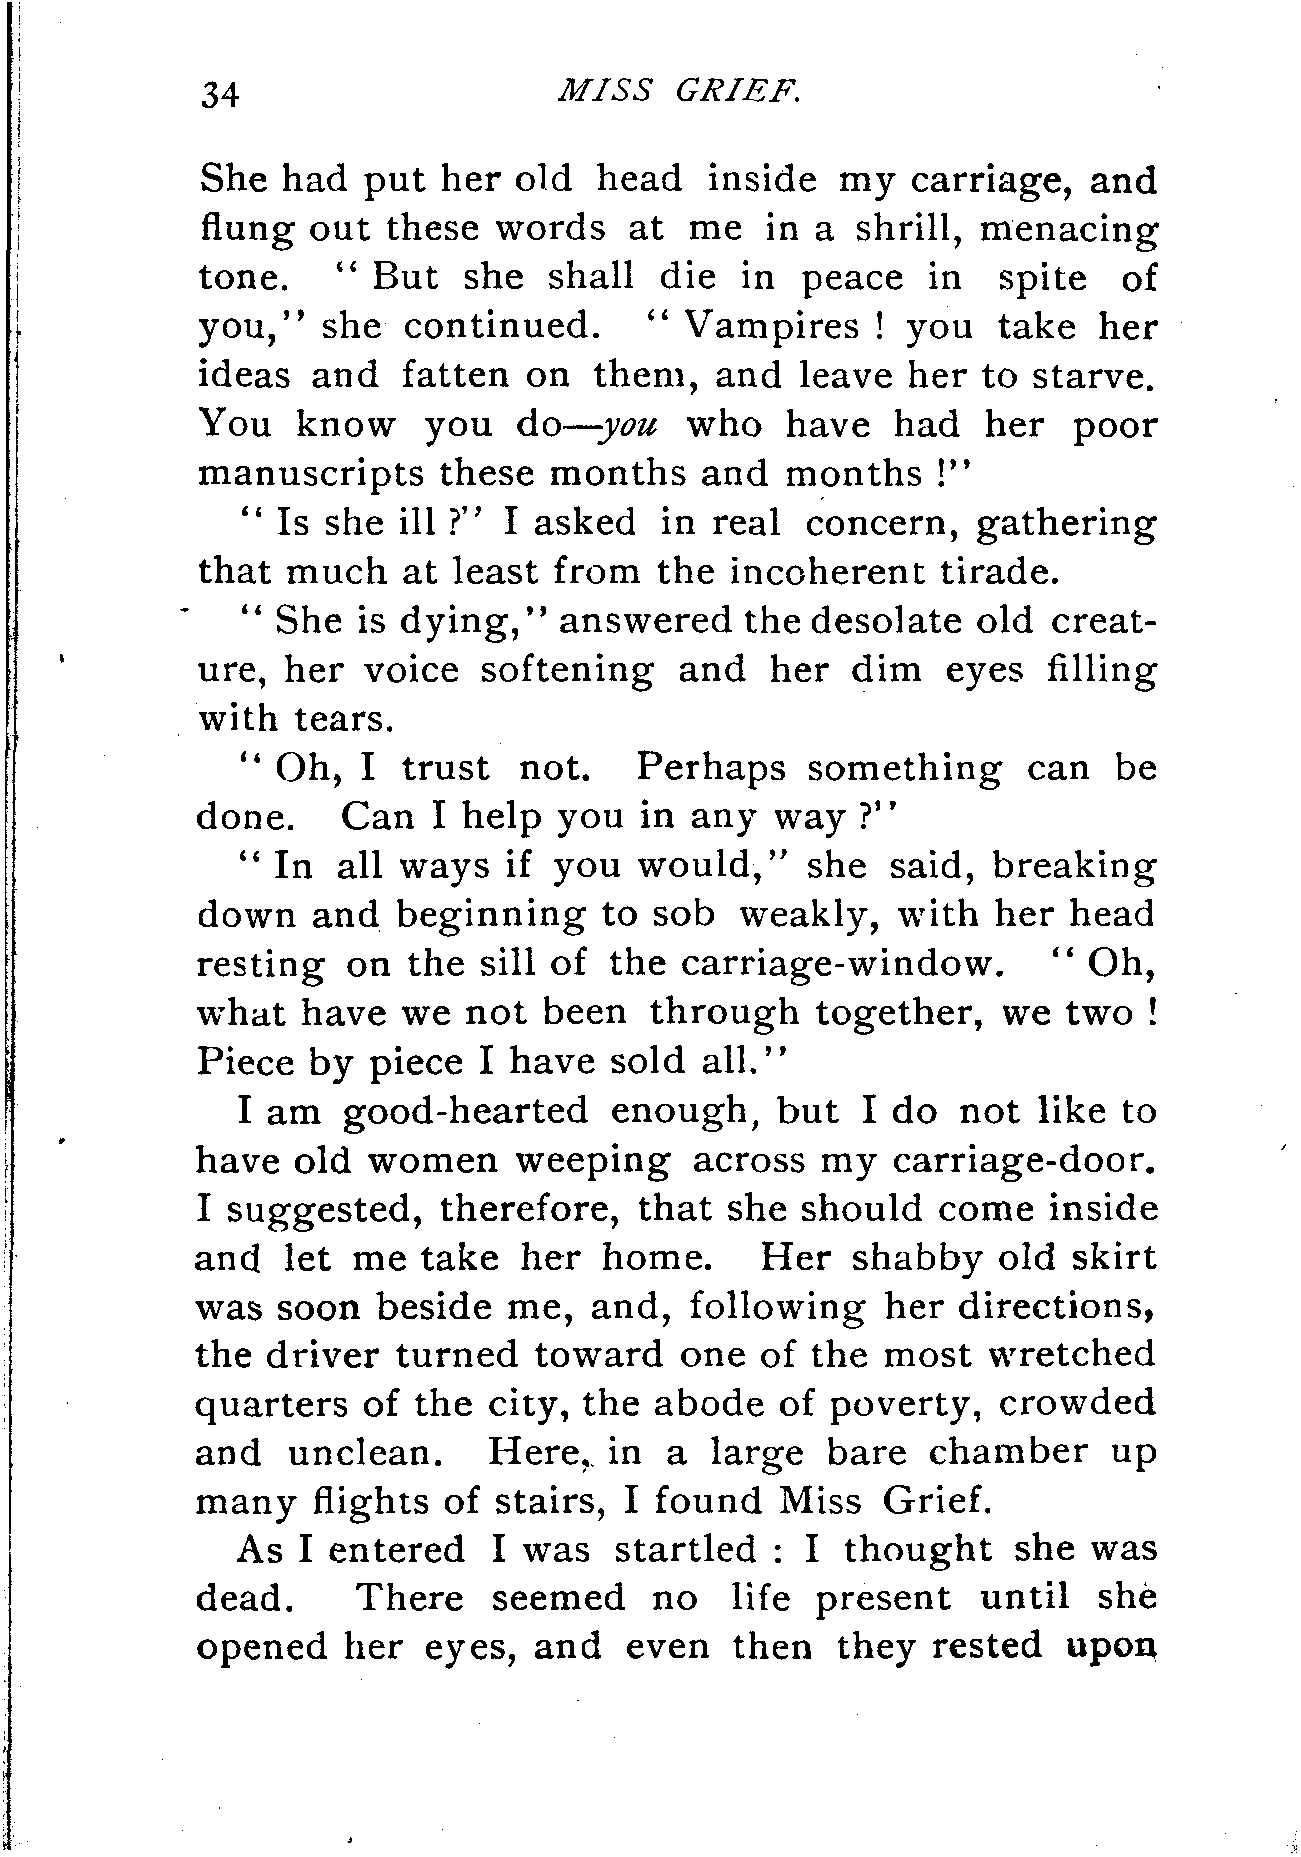 34 MISS GRIEF.
She had put her old head inside my carriage, and
flung out these words at me in a shrill, menacing
tone. “ But she shall die in peace in spite of
you,” she continued. “ Vampires ! you take her
ideas and fatten on them, and leave her to starve.
You know you do—you who have had her poor
manuscripts these months and months !”
“ Is she ill ?” I asked in real concern, gathering
that much at least from the incoherent tirade.
“ She is dying,” answered the desolate old creat-
ure, her voice softening and her dim eyes filling
with tears.
“ Oh, I trust not. Perhaps something can be
done. Can I help you in any way ?”
“ In all ways if you would,” she said, breaking
down and beginning to sob weakly, with her head
resting on the sill of the carriage-window. “ Oh,
what have we not been through together, we two !
Piece by piece I have sold all.”
I am good-hearted enough, but I do not like to
have old women weeping across my carriage-door.
I suggested, therefore, that she should come inside
and let me take her home. Her shabby old skirt
was soon beside me, and, following her directions,
the driver turned toward one of the most wretched
quarters of the city, the abode of poverty, crowded
and unclean. Here, in a large bare chamber up
many flights of stairs, I found Miss Grief.
As I entered I was startled : I thought she was
dead. There seemed no life present until she
opened her eyes, and even then they rested upon